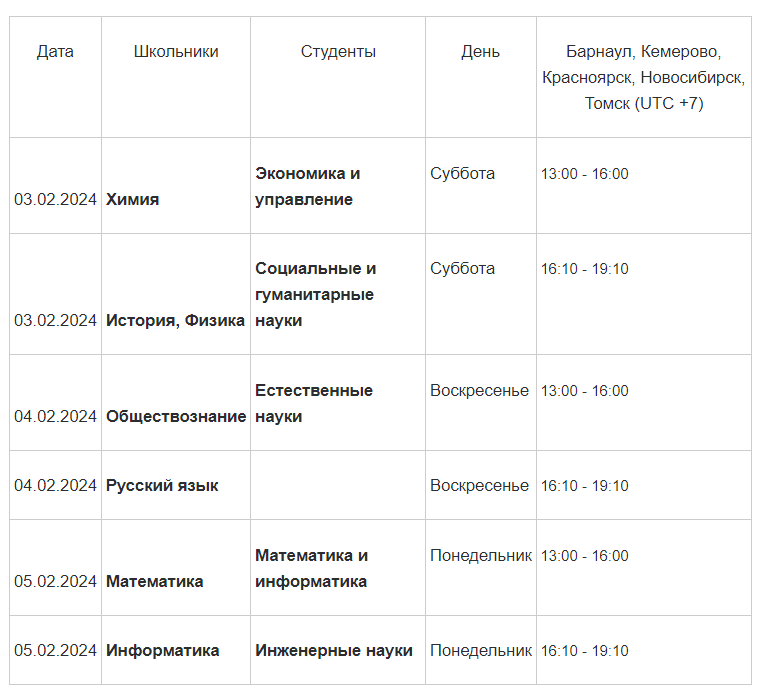 Дата
Школьники
Студенты
День
Барнаул, Кемерово,
Красноярск, Новосибирск,
Томск (UTC +7)
03.02.2024
Химия
Экономика и
управление
Суббота
13:00 - 16:00
03.02.2024
История, Физика
Социальные и
гуманитарные
науки
Суббота
16:10 - 19:10
04.02.2024
Обществознание
Естественные
науки
Воскресенье
13:00 - 16:00
04.02.2024
Русский язык
Воскресенье
16:10 - 19:10
05.02.2024
Математика
Математика и
информатика
Понедельник
13:00 - 16:00
05.02.2024
Информатика
Инженерные науки
Понедельник
16:10 - 19:10